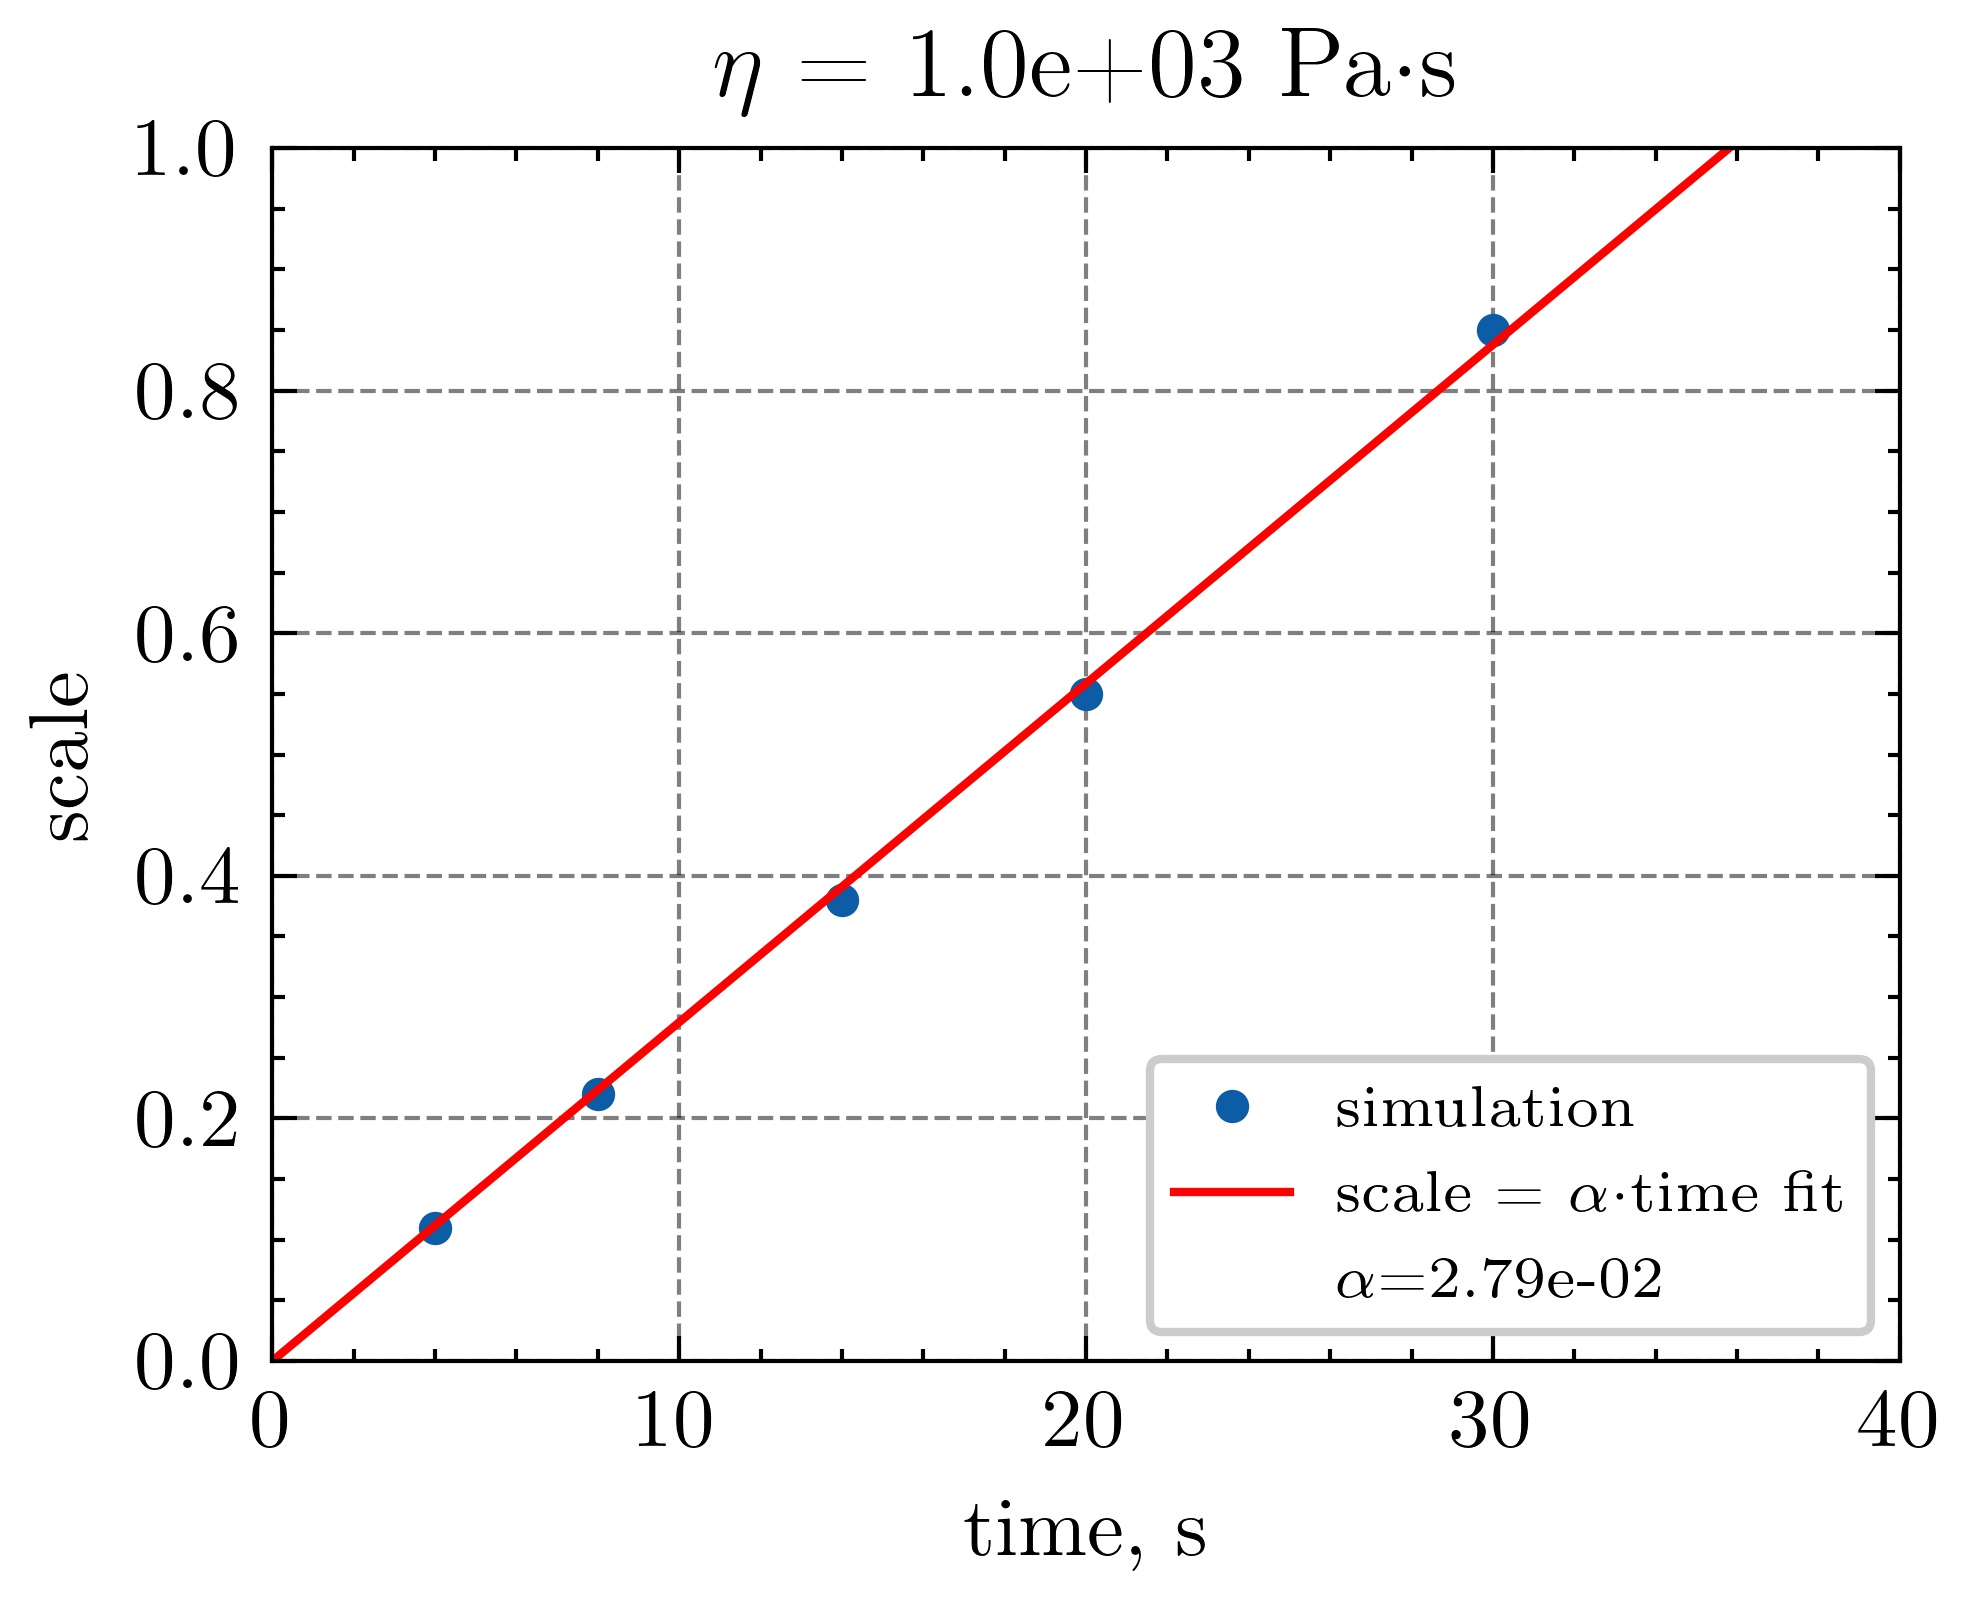 η = 1.0e+03 Pa·s
1.0
0.8
0.6
0.4
0.2
0.0
scale
0 10 20 30 40
time, s
simulation
scale = α·time fit
α=2.79e-02